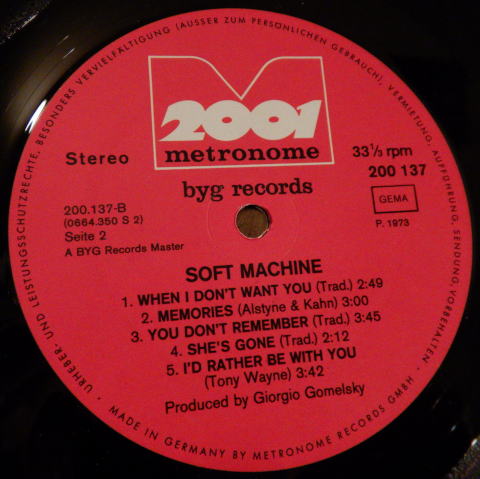 URHEBER- UND LEISTUNGSSCHUTZRECHTE, BESONDERS VERVIELFÄLTIGUNG (AUSSER ZUM PERSÖNLICHEN GEBRAUCH), VERMIETUNG, AUFFÜHRUNG, SENDUNG, VORBEHALTEN
2001
metronome
Stereo
33⅓ rpm
200 137
byg records
GEMA
P. 1973
200.137-B
(0664.350 S 2)
Seite 2
A BYG Records Master
SOFT MACHINE
1. WHEN I DON'T WANT YOU (Trad.) 2:49
2. MEMORIES (Alstyne & Kahn) 3:00
3. YOU DON'T REMEMBER (Trad.) 3:45
4. SHE'S GONE (Trad.) 2:12
5. I'D RATHER BE WITH YOU
(Tony Wayne) 3:42
Produced by Giorgio Gomelsky
· MADE IN GERMANY BY METRONOME RECORDS GMBH ·